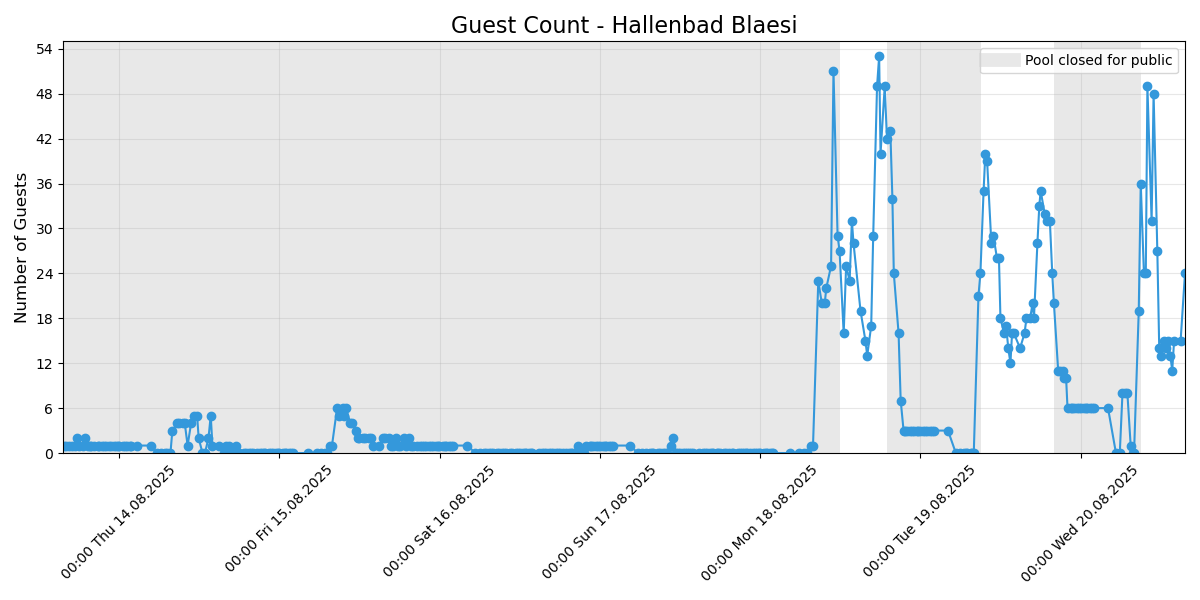 Guest Count - Hallenbad Blaesi
Pool closed for public
Number of Guests
54
48
42
36
30
24
18
12
6
0
00:00 Thu 14.08.2025
00:00 Fri 15.08.2025
00:00 Sat 16.08.2025
00:00 Sun 17.08.2025
00:00 Mon 18.08.2025
00:00 Tue 19.08.2025
00:00 Wed 20.08.2025